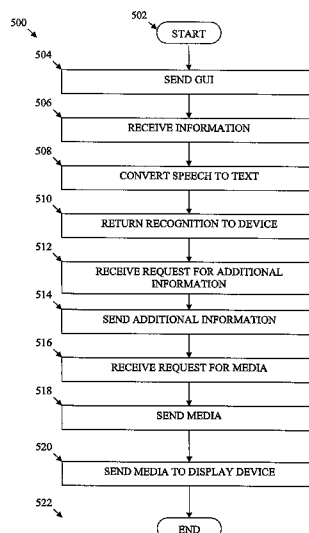 500
502
START
504
SEND GUI
506
RECEIVE INFORMATION
508
CONVERT SPEECH TO TEXT
510
RETURN RECOGNITION TO DEVICE
512
RECEIVE REQUEST FOR ADDITIONAL
INFORMATION
514
SEND ADDITIONAL INFORMATION
516
RECEIVE REQUEST FOR MEDIA
518
SEND MEDIA
520
SEND MEDIA TO DISPLAY DEVICE
522
END